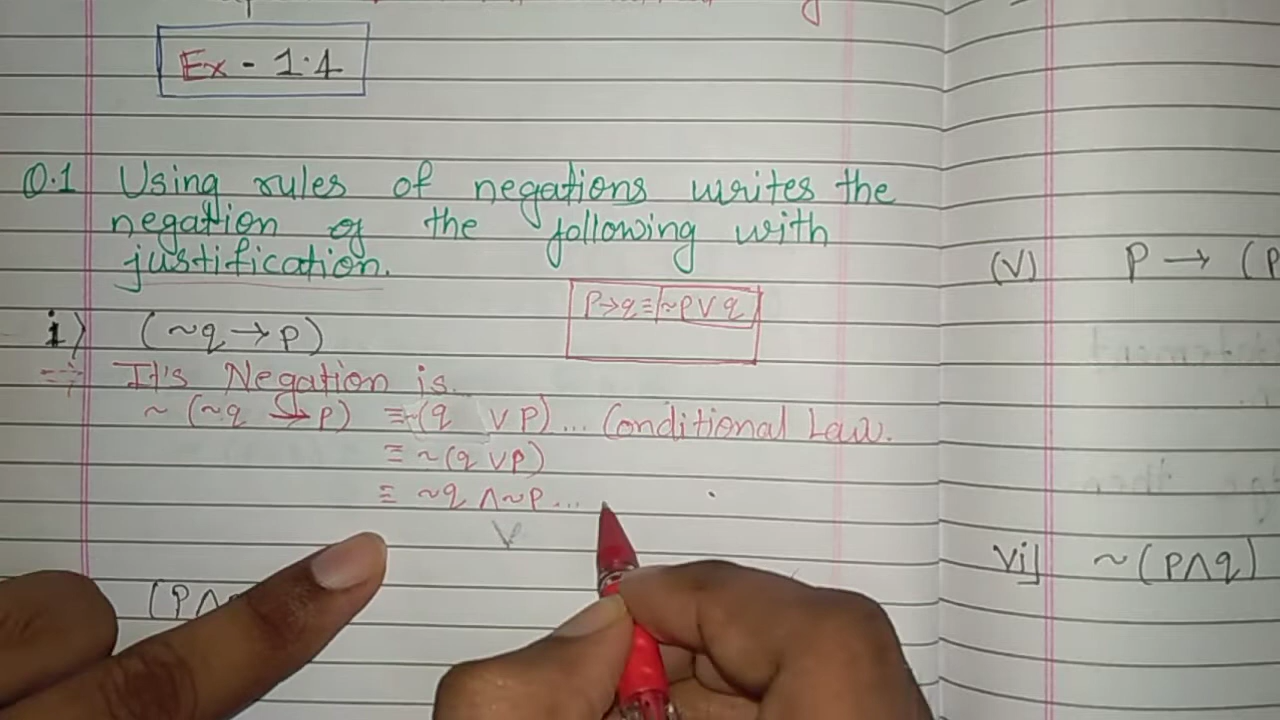 Ex - 1.4
Q.1 Using rules of negations writes the
negation of the following with
justification.
P→q≡~p∨q
i) (~q→p)
⇒ It's Negation is.
~(~q→p) ≡~(q ∨p)... Conditional Law.
≡ ~(q∨p)
≡ ~q∧~p...
∨
(P∧
(V) P→(P
vi] ~(P∧q)